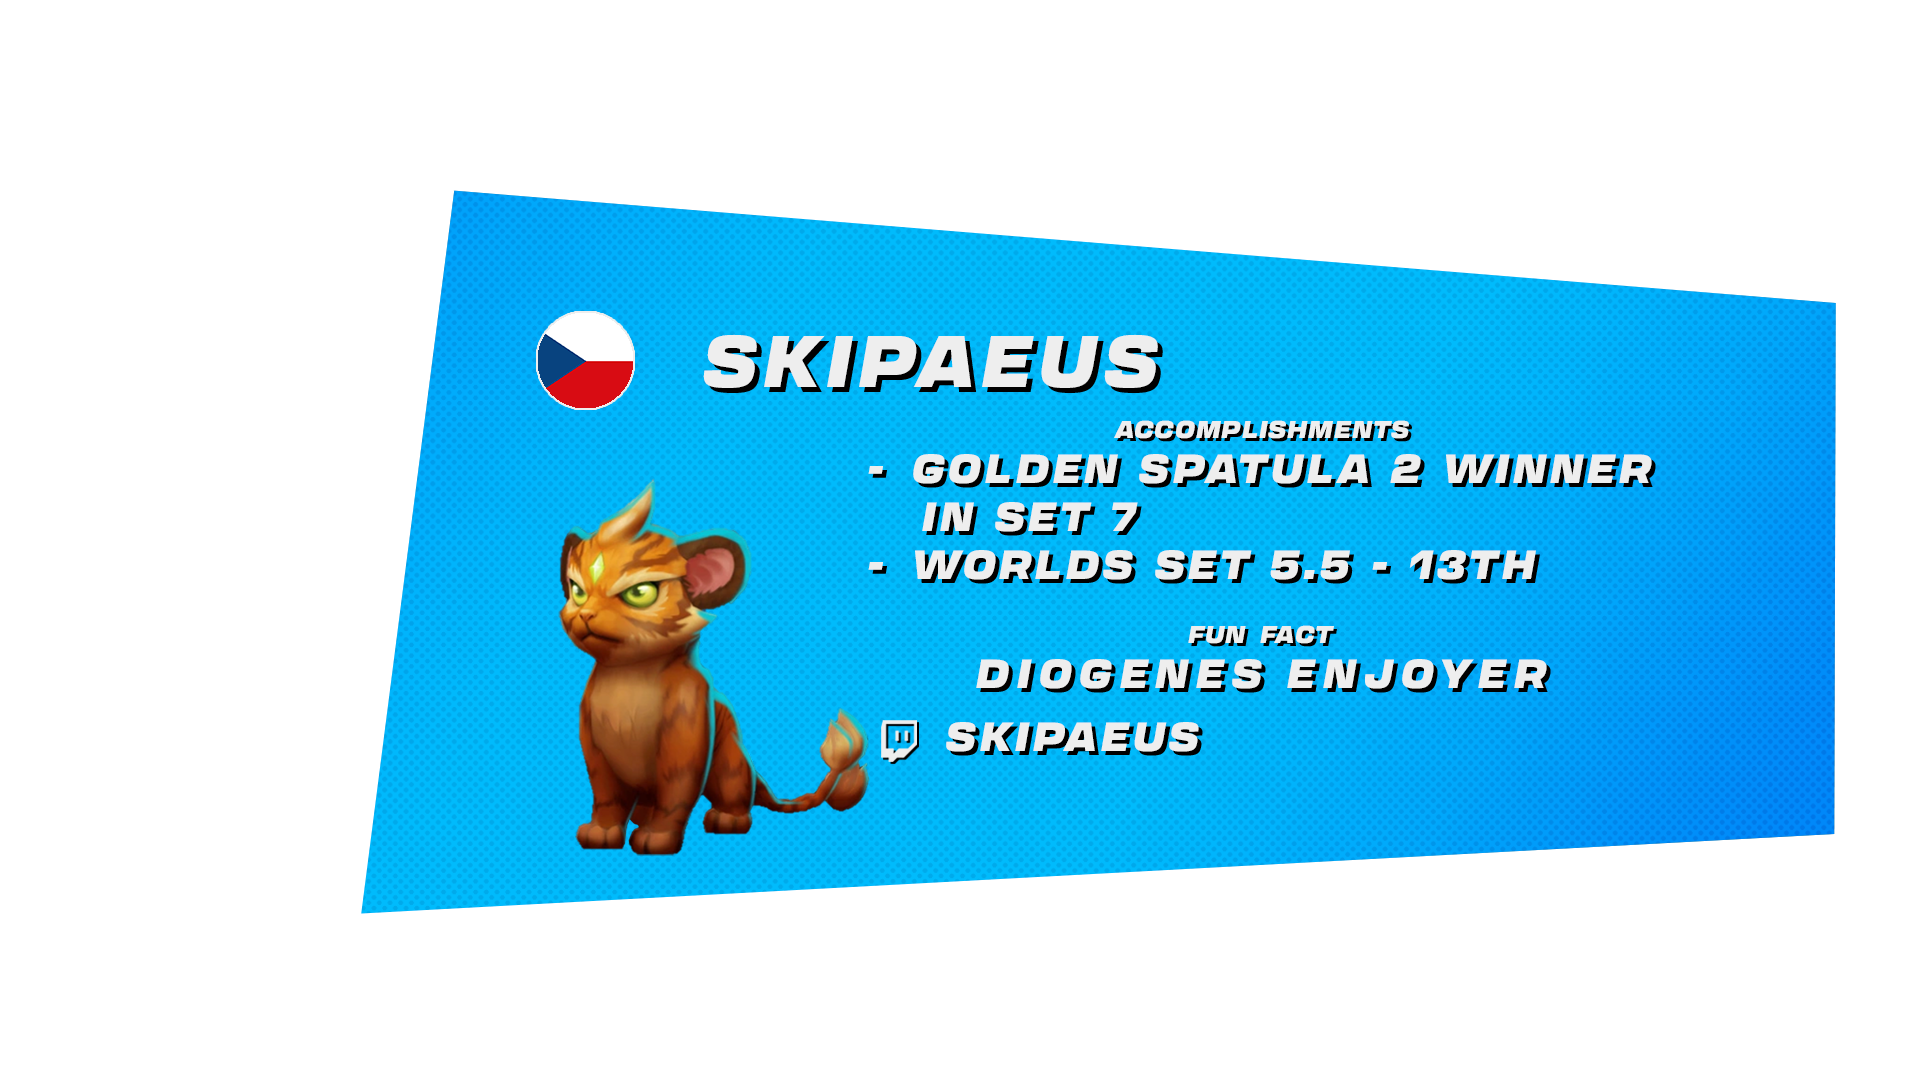 SKIPAEUS
ACCOMPLISHMENTS
- GOLDEN SPATULA 2 WINNER
IN SET 7
- WORLDS SET 5.5 - 13TH
FUN FACT
DIOGENES ENJOYER
SKIPAEUS